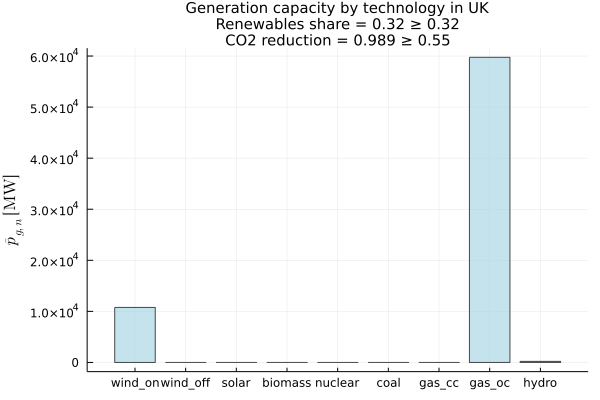 Generation capacity by technology in UK
Renewables share = 0.32 ≥ 0.32
CO2 reduction = 0.989 ≥ 0.55
6.0×10⁴
5.0×10⁴
4.0×10⁴
3.0×10⁴
2.0×10⁴
1.0×10⁴
0
p̄g,n [MW]
wind_on wind_off solar biomass nuclear coal gas_cc gas_oc hydro